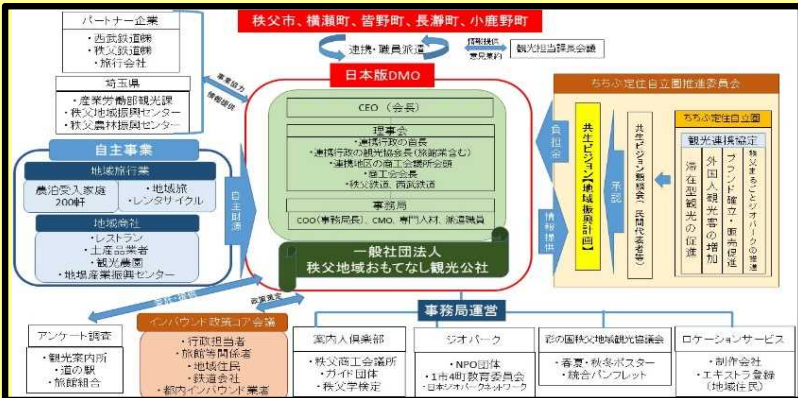 秩父市、横瀬町、皆野町、長瀞町、小鹿野町
パートナー企業
・西武鉄道㈱
・秩父鉄道㈱
・旅行会社
埼玉県
・産業労働部観光課
・秩父地域振興センター
・秩父農林振興センター
事業協力
情報提供
連携・職員派遣
情報提供
意見集約
観光担当課長会議
日本版DMO
CEO（会長）
理事会
・連携行政の首長
・連携行政の観光協会長（旅館業含む）
・連携地区の商工会議所会頭
・商工会会長
・秩父鉄道、西武鉄道
事務局
COO（事務局長）、CMO、専門人材、派遣職員
一般社団法人
秩父地域おもてなし観光公社
自主事業
地域旅行業
農泊受入家庭
200軒
・地域旅
・レンタサイクル
地域商社
・レストラン
・土産品業者
・観光農園
・地場産業振興センター
自主財源
負担金
情報提供
ちちぶ定住自立圏推進委員会
共生ビジョン【地域振興計画】
承認
共生ビジョン懇願会（民間代表者等）
ちちぶ定住自立圏
観光連携協定
秩父まるごとジオパークの推進
ブランド確立・販売促進
外国人観光客の増加
滞在型観光の促進
政策策定
事務局運営
アンケート調査
・観光案内所
・道の駅
・旅館組合
インバウンド政策コア会議
・行政担当者
・旅館等関係者
・地域住民
・鉄道会社
・都内インバウンド業者
案内人倶楽部
・秩父商工会議所
・ガイド団体
・秩父学検定
ジオパーク
・NPO団体
・1市4町教育委員会
・日本ジオパークネットワーク
彩の国秩父地域観光協議会
・春夏・秋冬ポスター
・統合パンフレット
ロケーションサービス
・制作会社
・エキストラ登録
（地域住民）